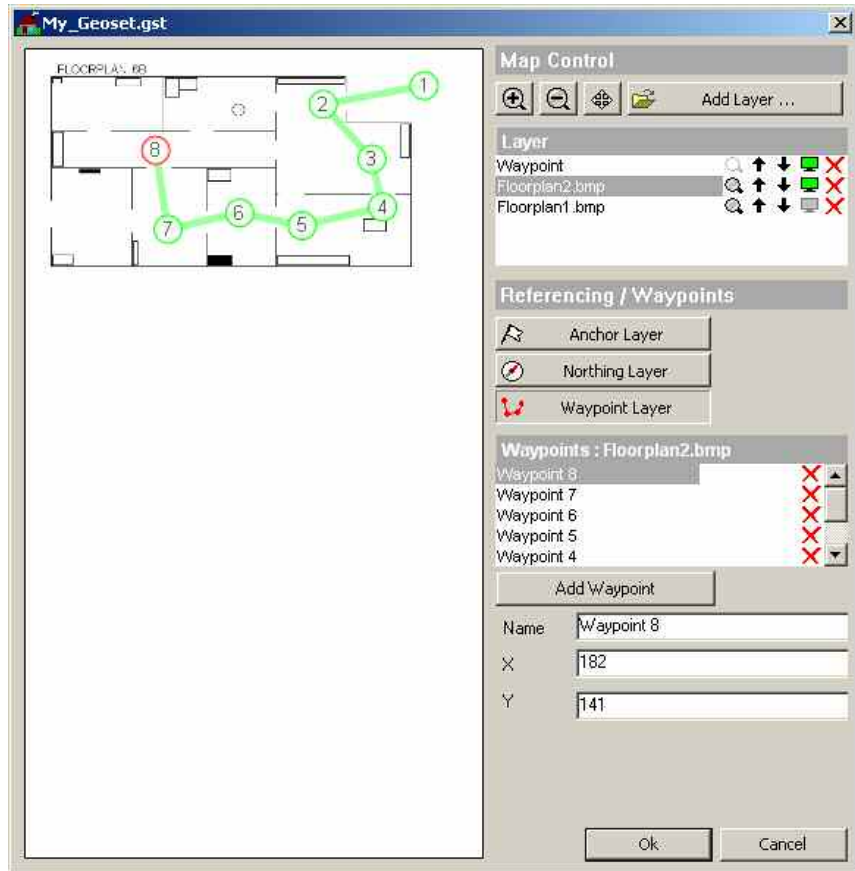 My_Geoset.gst
FLOORPLAN 6B
1
2
3
8
4
6
5
7
Map Control
Add Layer ...
Layer
Waypoint
Floorplan2.bmp
Floorplan1.bmp
Referencing / Waypoints
Anchor Layer
Northing Layer
Waypoint Layer
Waypoints : Floorplan2.bmp
Waypoint 8
Waypoint 7
Waypoint 6
Waypoint 5
Waypoint 4
Add Waypoint
Name Waypoint 8
X 182
Y 141
Ok Cancel